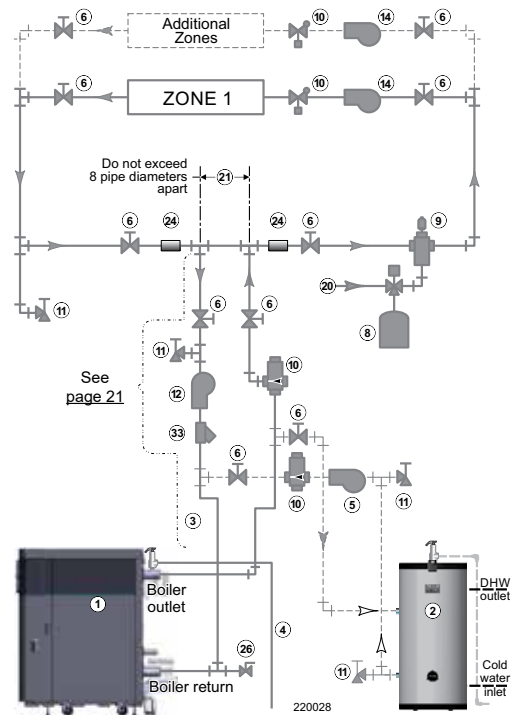 6
Additional
Zones
10
14
6
6
ZONE 1
10
14
6
Do not exceed
8 pipe diameters
apart
21
6
24
24
6
9
20
8
11
6
6
11
12
10
See
page 21
33
6
6
10
5
11
3
1
Boiler
outlet
4
2
DHW
outlet
26
11
Boiler return
Cold
water
inlet
220028